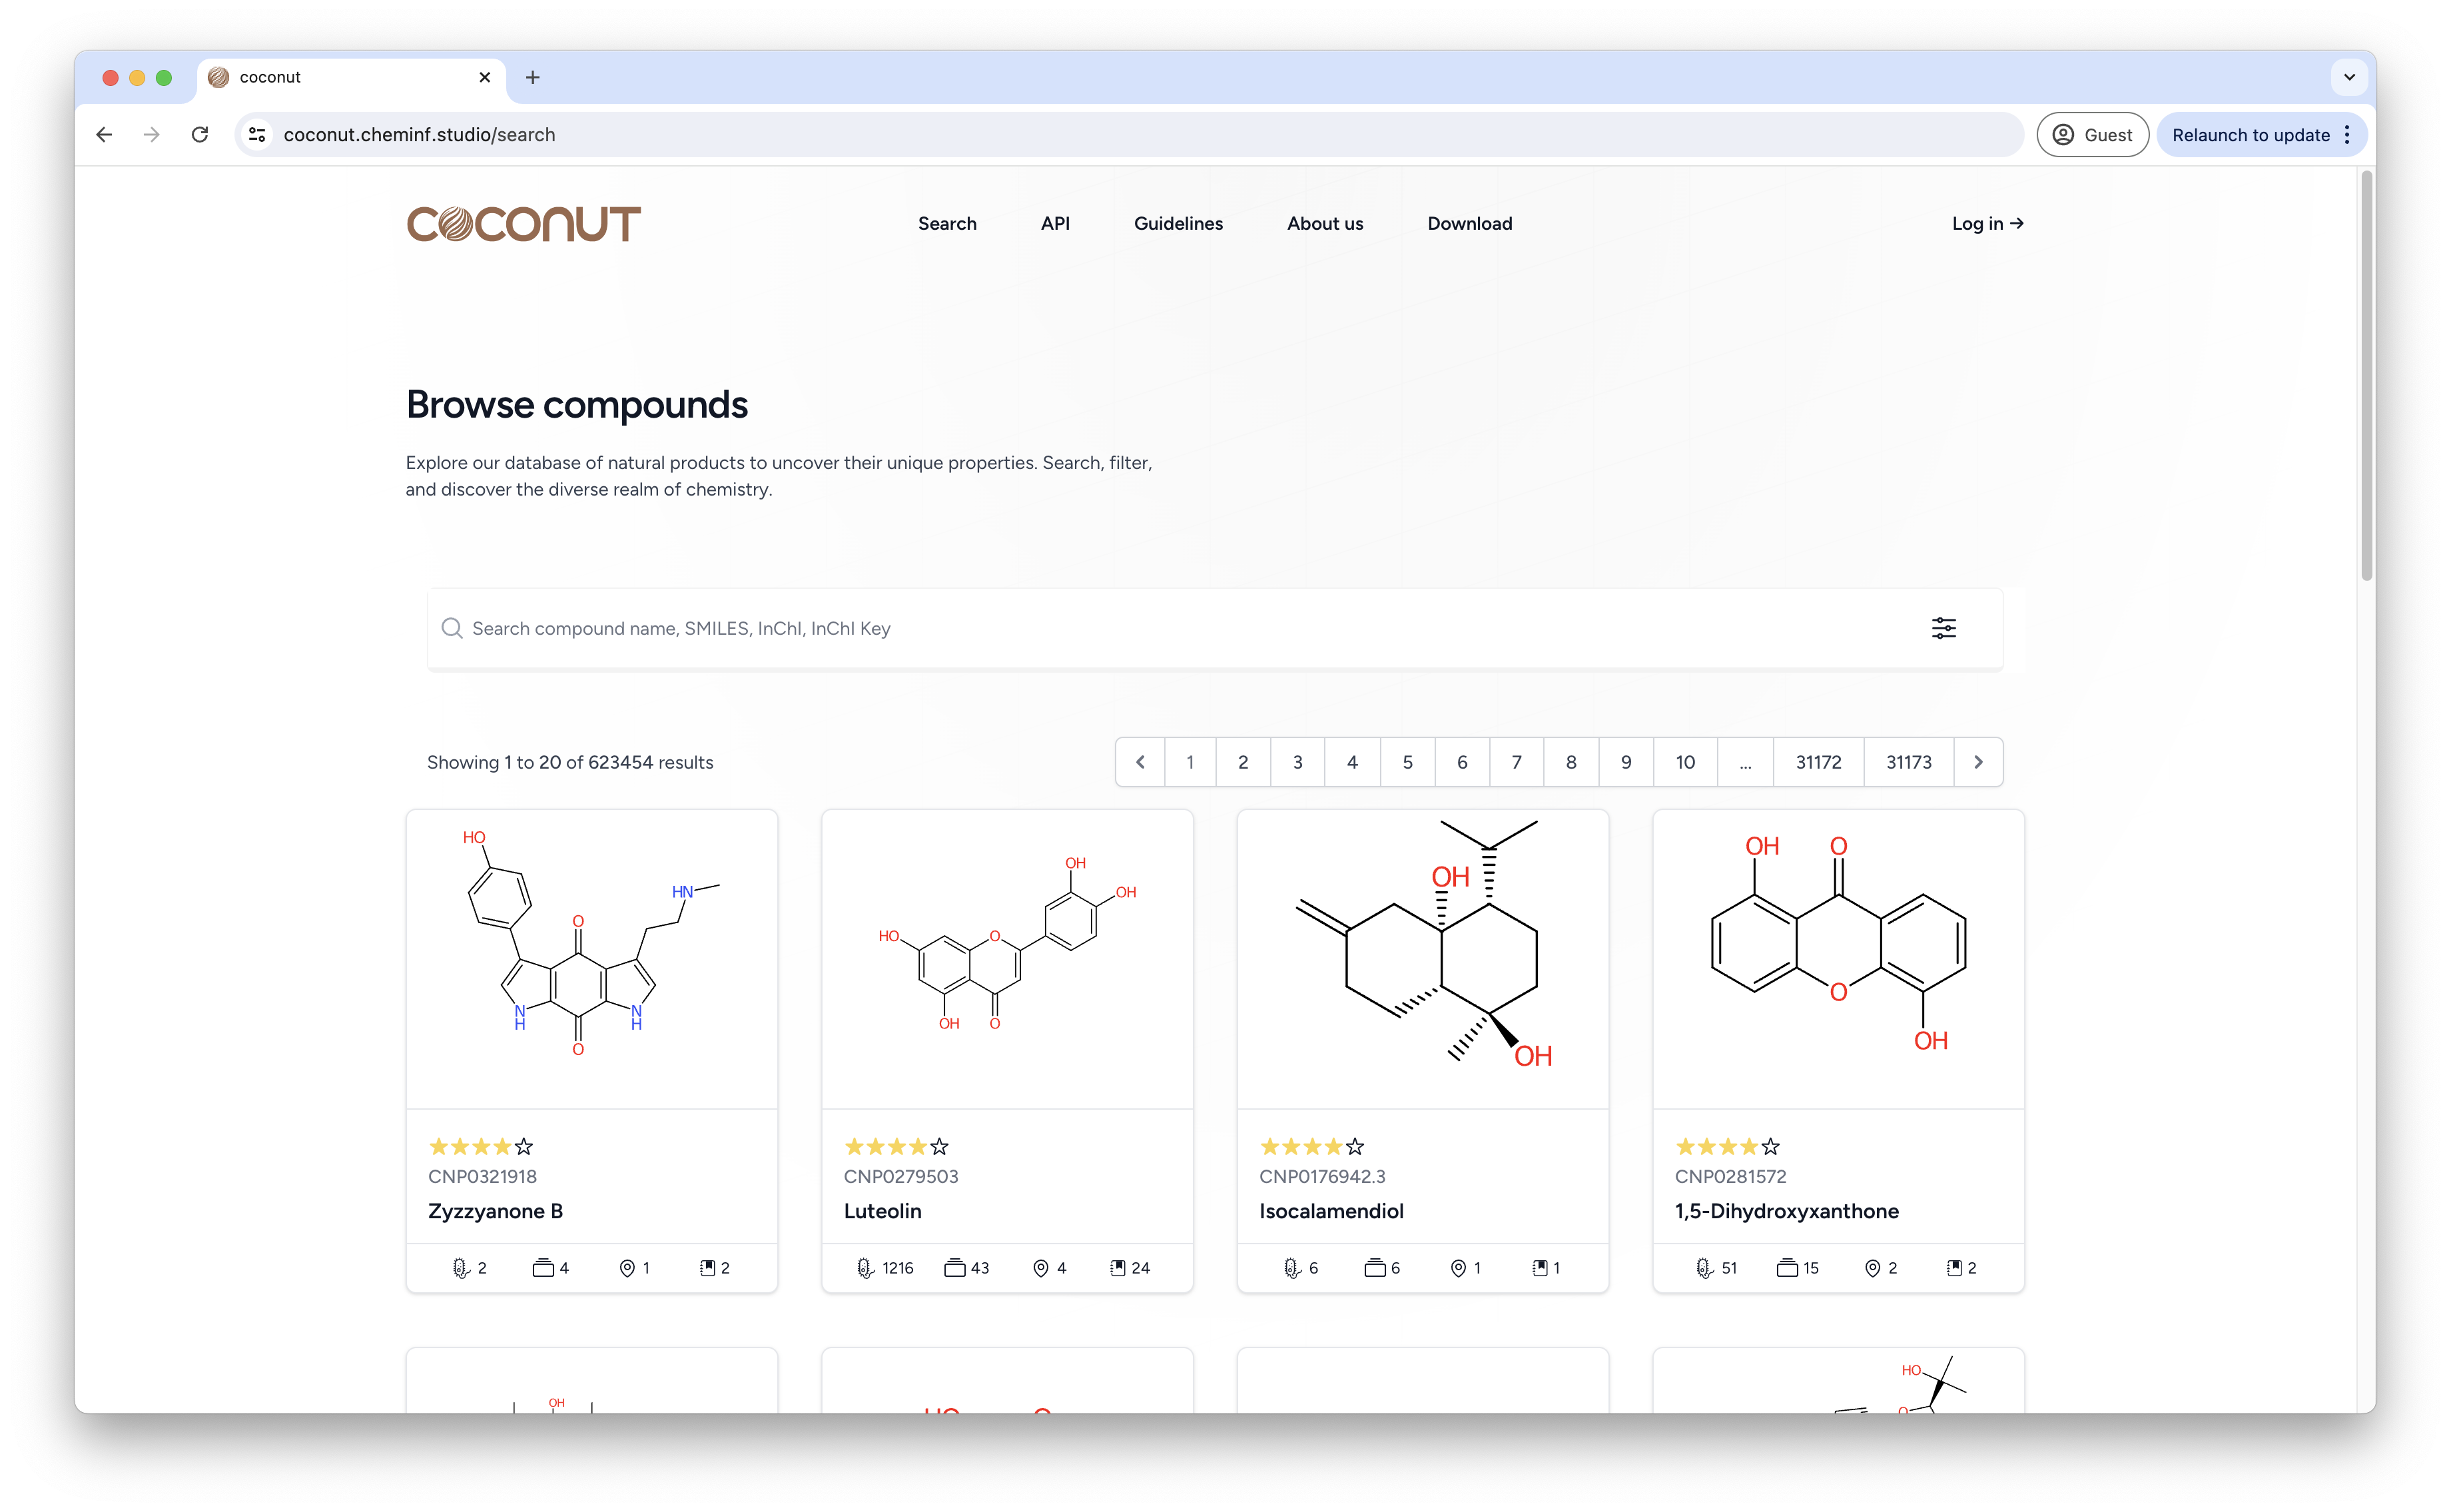 coconut
coconut.cheminf.studio/search
Guest
Relaunch to update
COCONUT
Search
API
Guidelines
About us
Download
Log in →
Browse compounds
Explore our database of natural products to uncover their unique properties. Search, filter,
and discover the diverse realm of chemistry.
Search compound name, SMILES, InChI, InChI Key
Showing 1 to 20 of 623454 results
1 2 3 4 5 6 7 8 9 10 ... 31172 31173
HO
HN
O
N
H
N
H
O
OH
OH
HO
O
OH
O
OH
OH
OH
O
O
OH
CNP0321918
Zyzzyanone B
2 4 1 2
CNP0279503
Luteolin
1216 43 4 24
CNP0176942.3
Isocalamendiol
6 6 1 1
CNP0281572
1,5-Dihydroxyxanthone
51 15 2 2
OH
HO
O
HO
O